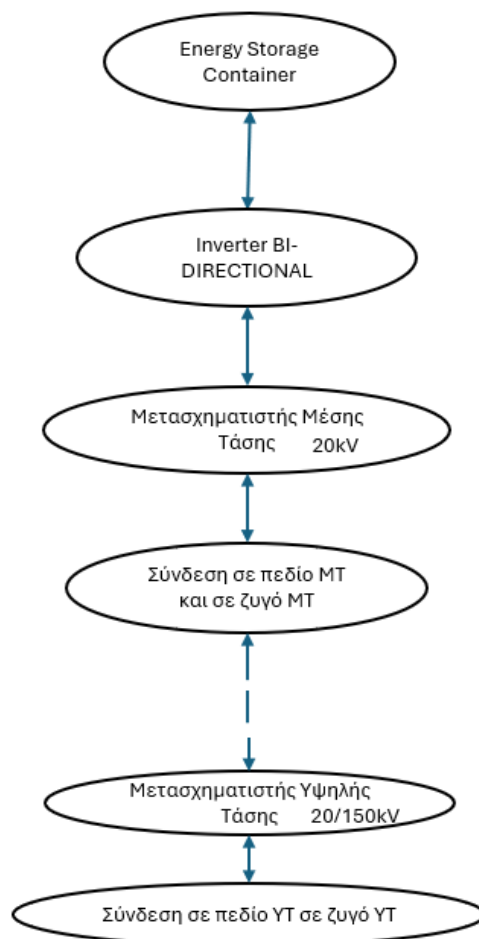 Energy Storage
Container
Inverter BI-
DIRECTIONAL
Μετασχηματιστής Μέσης
Τάσης 20kV
Σύνδεση σε πεδίο ΜΤ
και σε ζυγό ΜΤ
Μετασχηματιστής Υψηλής
Τάσης 20/150kV
Σύνδεση σε πεδίο ΥΤ σε ζυγό ΥΤ